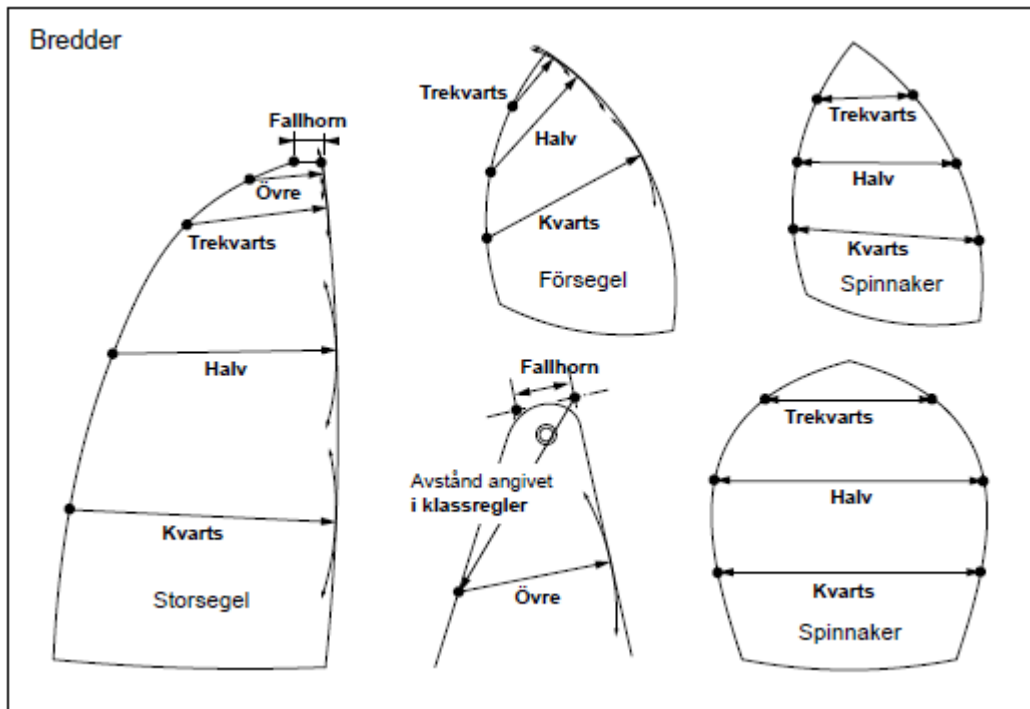 Bredder
Fallhorn
Övre
Trekvarts
Halv
Kvarts
Storsegel
Trekvarts
Halv
Kvarts
Försegel
Trekvarts
Halv
Kvarts
Spinnaker
Fallhorn
Avstånd angivet
i klassregler
Övre
Trekvarts
Halv
Kvarts
Spinnaker